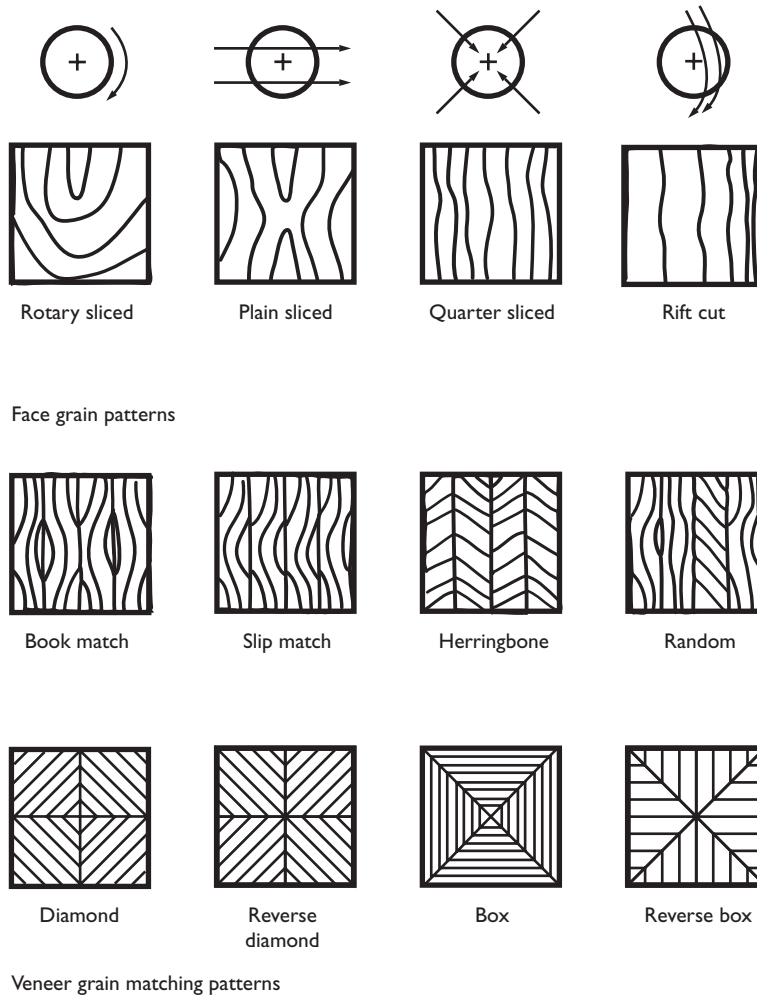 Rotary sliced
Plain sliced
Quarter sliced
Rift cut
Face grain patterns
Book match
Slip match
Herringbone
Random
Diamond
Reverse
diamond
Box
Reverse box
Veneer grain matching patterns